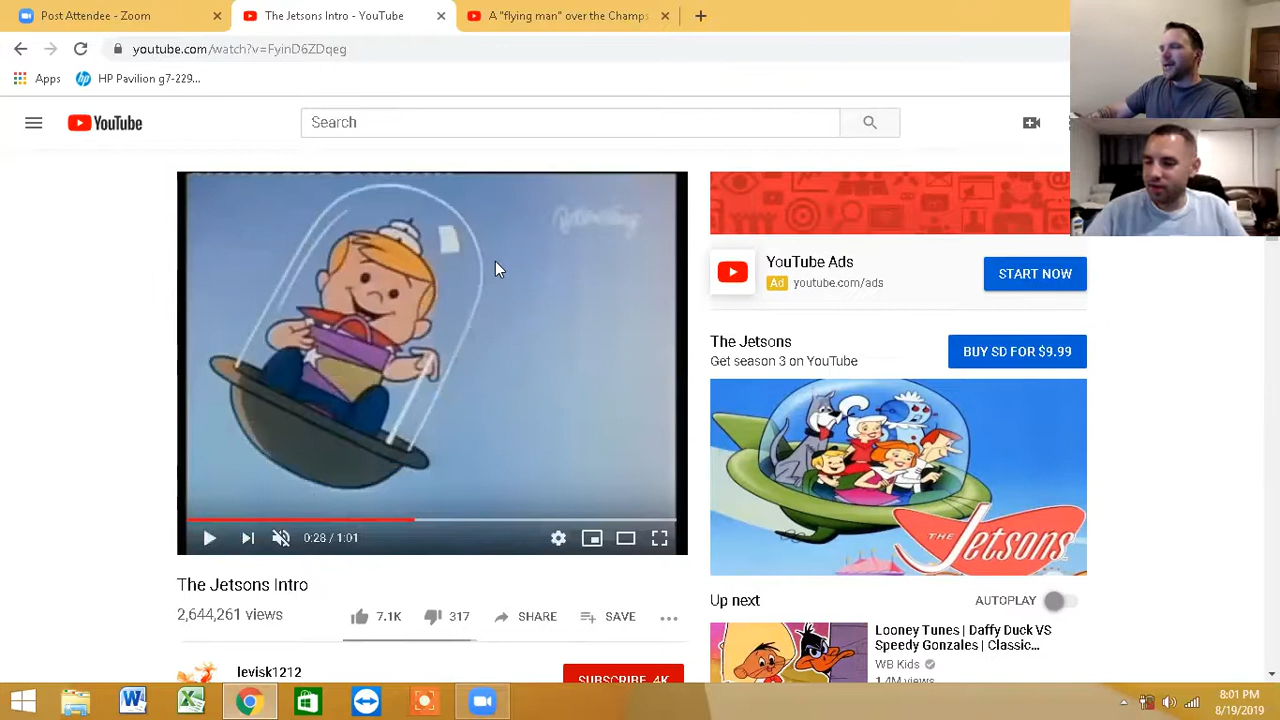 Post Attendee - Zoom
The Jetsons Intro - YouTube
A "flying man" over the Champs
youtube.com/watch?v=FyinD6ZDqeg
Apps
HP Pavilion g7-229...
YouTube
Search
YouTube Ads
Ad youtube.com/ads
START NOW
The Jetsons
Get season 3 on YouTube
BUY SD FOR $9.99
THE Jetsons
0:28 / 1:01
The Jetsons Intro
2,644,261 views
7.1K
317
SHARE
SAVE
levisk1212
SUBSCRIBE 4K
Up next
AUTOPLAY
Looney Tunes | Daffy Duck VS
Speedy Gonzales | Classic...
WB Kids
1.4M views
8:01 PM
8/19/2019